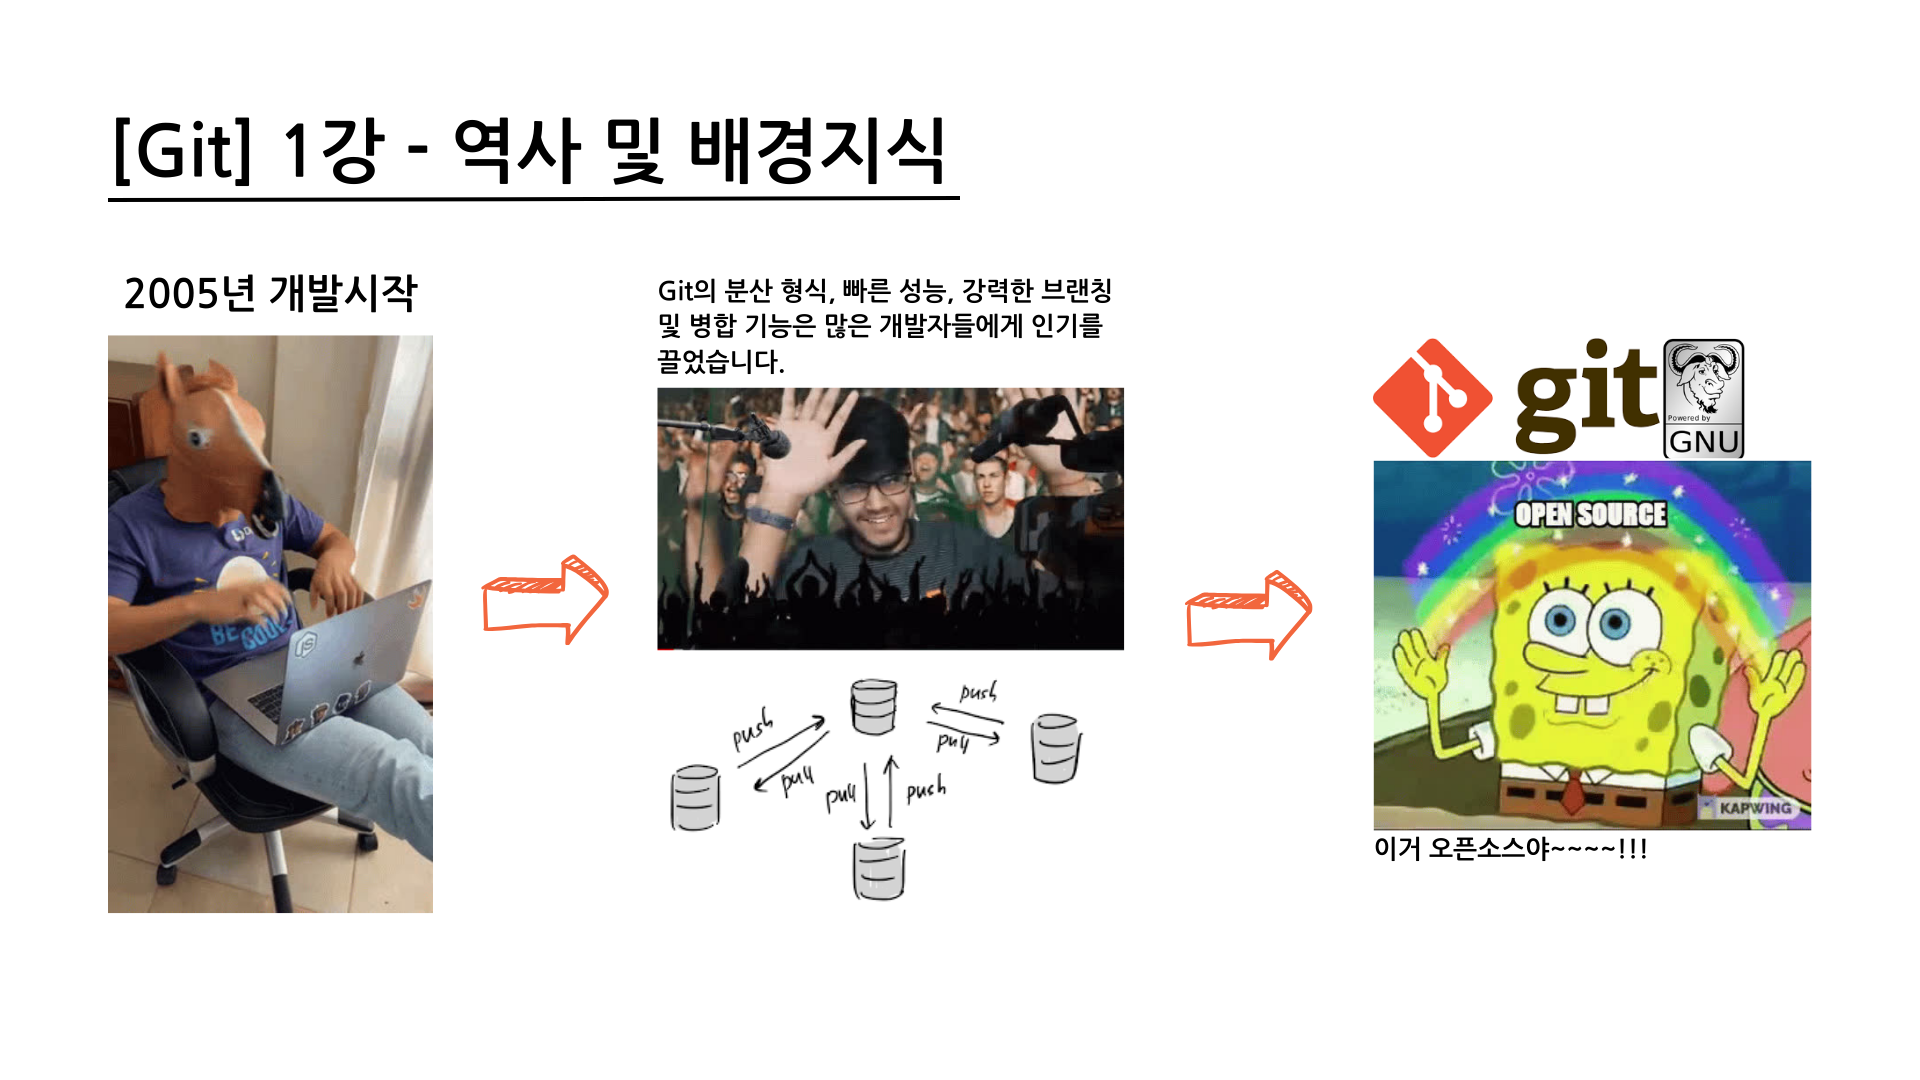 [Git] 1강 - 역사 및 배경지식
2005년 개발시작
BE
JS
Git의 분산 형식, 빠른 성능, 강력한 브랜칭
및 병합 기능은 많은 개발자들에게 인기를
끌었습니다.
push
pull
push
pull
pull
push
git
Powered by
GNU
OPEN SOURCE
KAPWING
이거 오픈소스야~~~~!!!